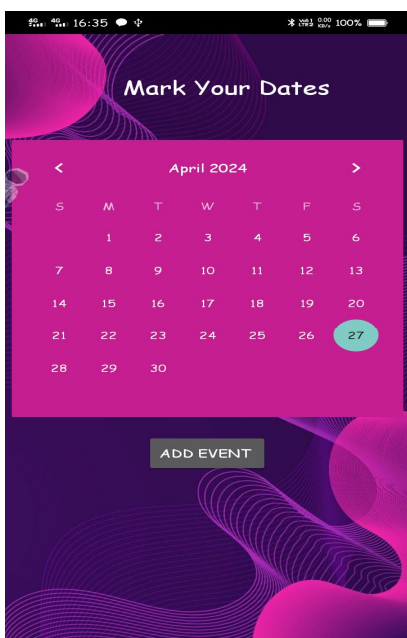 4G 4G 16:35 100%
Mark Your Dates
< April 2024 >
S M T W T F S
1 2 3 4 5 6
7 8 9 10 11 12 13
14 15 16 17 18 19 20
21 22 23 24 25 26 27
28 29 30
ADD EVENT